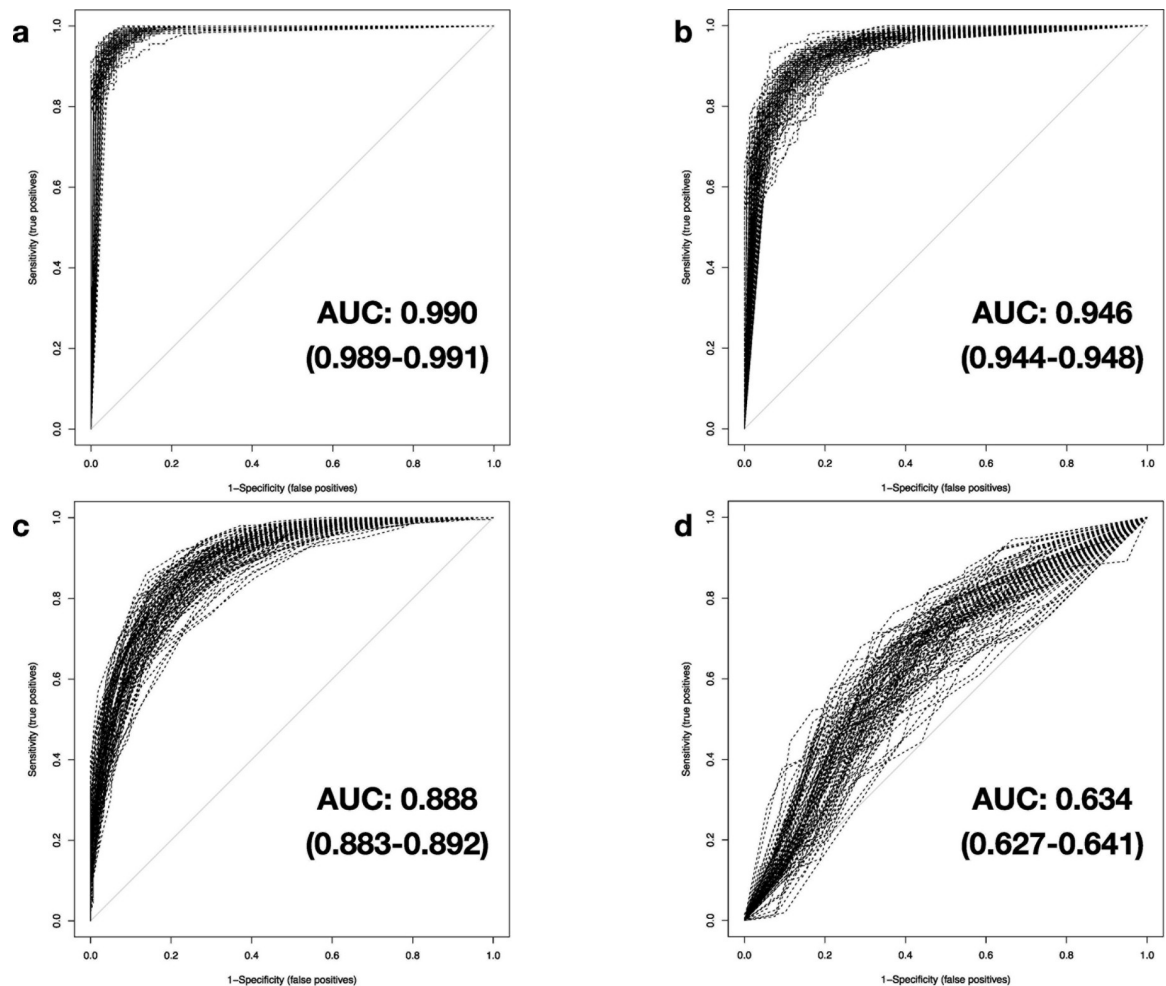 a
1.0
0.8
0.6
0.4
0.2
0.0
Sensitivity (true positives)
AUC: 0.990
(0.989-0.991)
0.0 0.2 0.4 0.6 0.8 1.0
1−Specificity (false positives)
b
1.0
0.8
0.6
0.4
0.2
0.0
Sensitivity (true positives)
AUC: 0.946
(0.944-0.948)
0.0 0.2 0.4 0.6 0.8 1.0
1−Specificity (false positives)
c
1.0
0.8
0.6
0.4
0.2
0.0
Sensitivity (true positives)
AUC: 0.888
(0.883-0.892)
0.0 0.2 0.4 0.6 0.8 1.0
1−Specificity (false positives)
d
1.0
0.8
0.6
0.4
0.2
0.0
Sensitivity (true positives)
AUC: 0.634
(0.627-0.641)
0.0 0.2 0.4 0.6 0.8 1.0
1−Specificity (false positives)